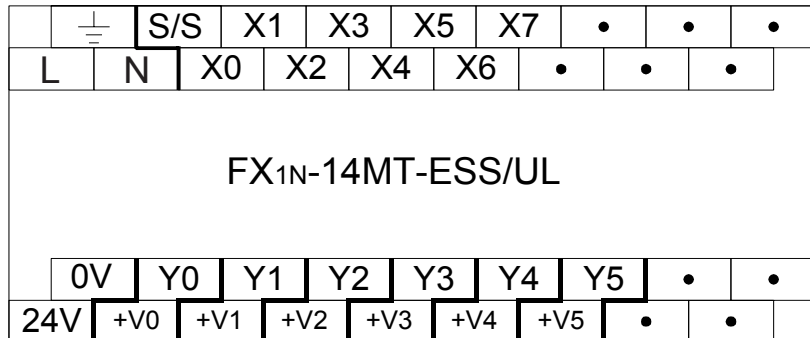 S/S X1 X3 X5 X7 • • •
L N X0 X2 X4 X6 • • •
FX1N-14MT-ESS/UL
0V Y0 Y1 Y2 Y3 Y4 Y5 • •
24V +V0 +V1 +V2 +V3 +V4 +V5 • •